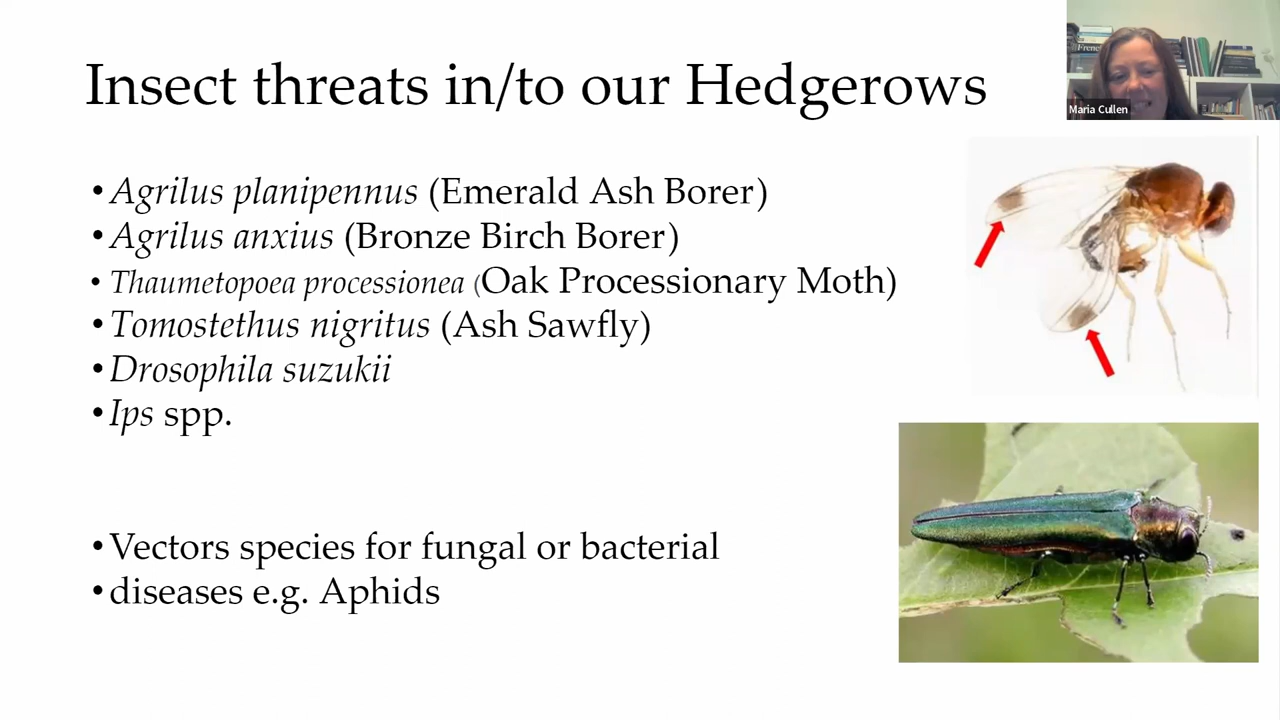 Insect threats in/to our Hedgerows
French
Maria Cullen
•Agrilus planipennus (Emerald Ash Borer)
•Agrilus anxius (Bronze Birch Borer)
•Thaumetopoea processionea (Oak Processionary Moth)
•Tomostethus nigritus (Ash Sawfly)
•Drosophila suzukii
•Ips spp.
•Vectors species for fungal or bacterial
•diseases e.g. Aphids